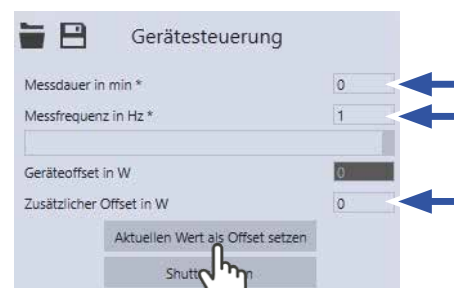 Gerätesteuerung
Messdauer in min * 0
Messfrequenz in Hz * 1
Geräteoffset in W 0
Zusätzlicher Offset in W 0
Aktuellen Wert als Offset setzen